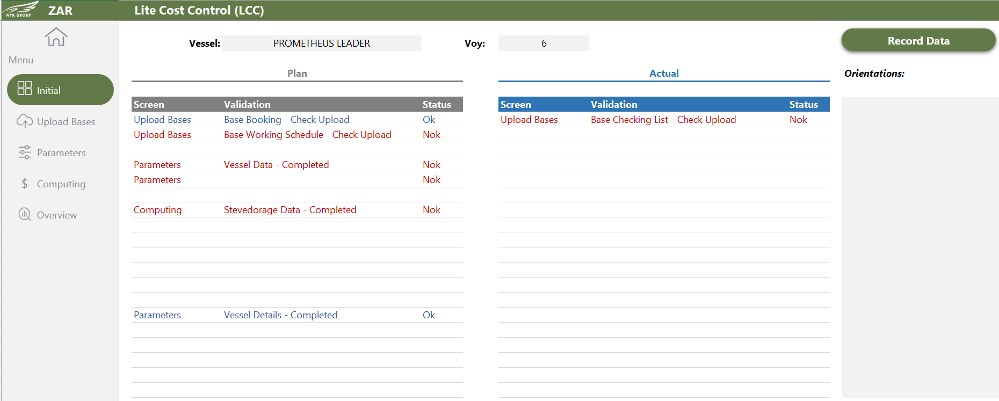 NYK GROUP
ZAR
Lite Cost Control (LCC)
Menu
Initial
Upload Bases
Parameters
$ Computing
Overview
Vessel: PROMETHEUS LEADER Voy: 6
Record Data
Plan
Screen Validation Status
Upload Bases Base Booking - Check Upload Ok
Upload Bases Base Working Schedule - Check Upload Nok
Parameters Vessel Data - Completed Nok
Parameters Nok
Computing Stevedorage Data - Completed Nok
Parameters Vessel Details - Completed Ok
Actual
Screen Validation Status
Upload Bases Base Checking List - Check Upload Nok
Orientations: